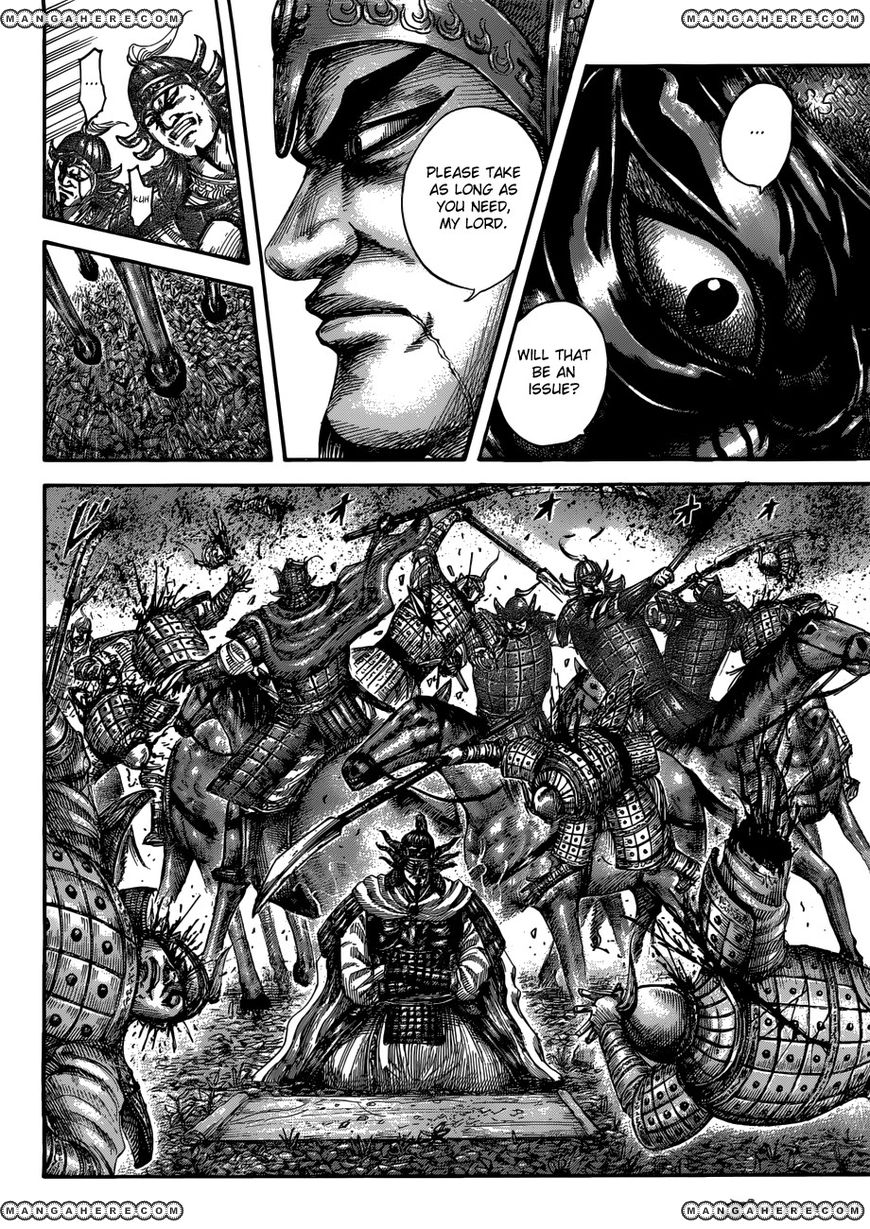 MANGAHERE.COM
MANGAHERE.COM
...
WILL THAT
BE AN
ISSUE?
PLEASE TAKE
AS LONG AS
YOU NEED,
MY LORD.
...
KUH
MANGAHERE.COM
MANGAHERE.COM